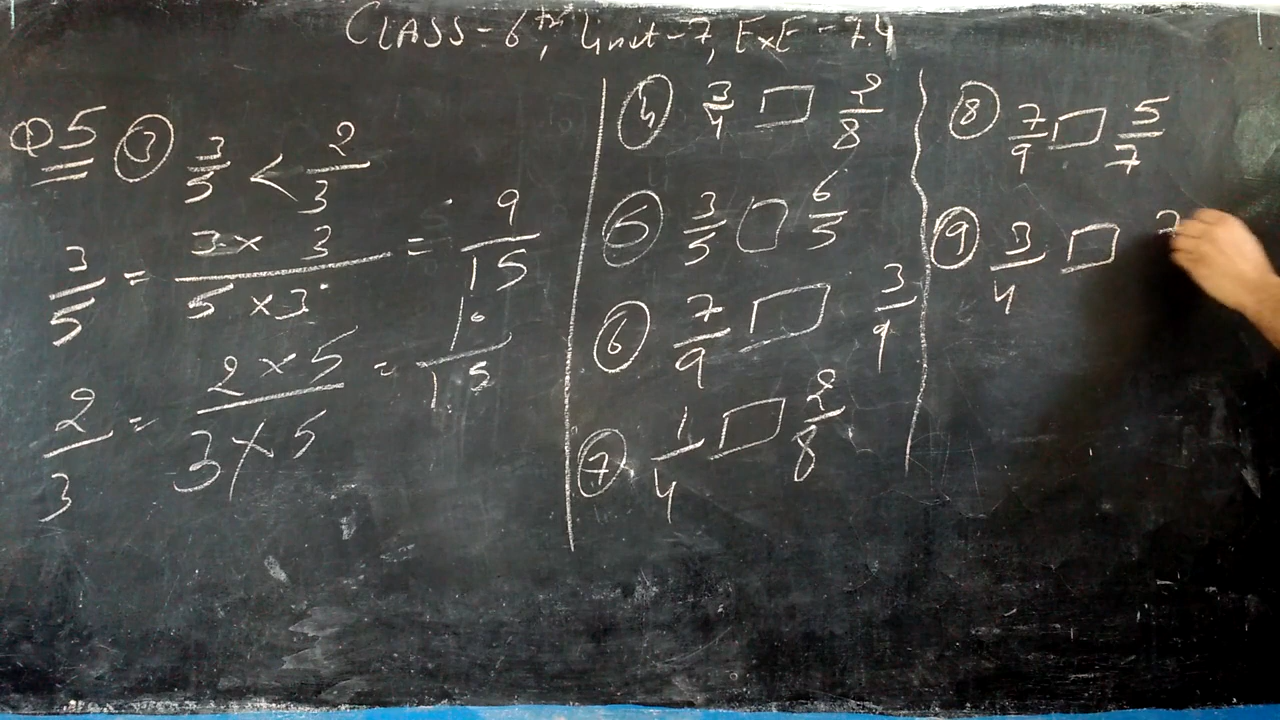 CLASS-6th, Unit-7, ExE-7.4
Q5 ③ 3/5 < 2/3
3/5 = 3 × 3 / 5 × 3 = 9/15
2/3 = 2 × 5 / 3 × 5 = 10/15
④ 3/4 □ 2/8
⑤ 3/5 □ 6/5
⑥ 7/9 □ 3/9
⑦ 1/4 □ 2/8
⑧ 7/9 □ 5/7
⑨ 3/4 □